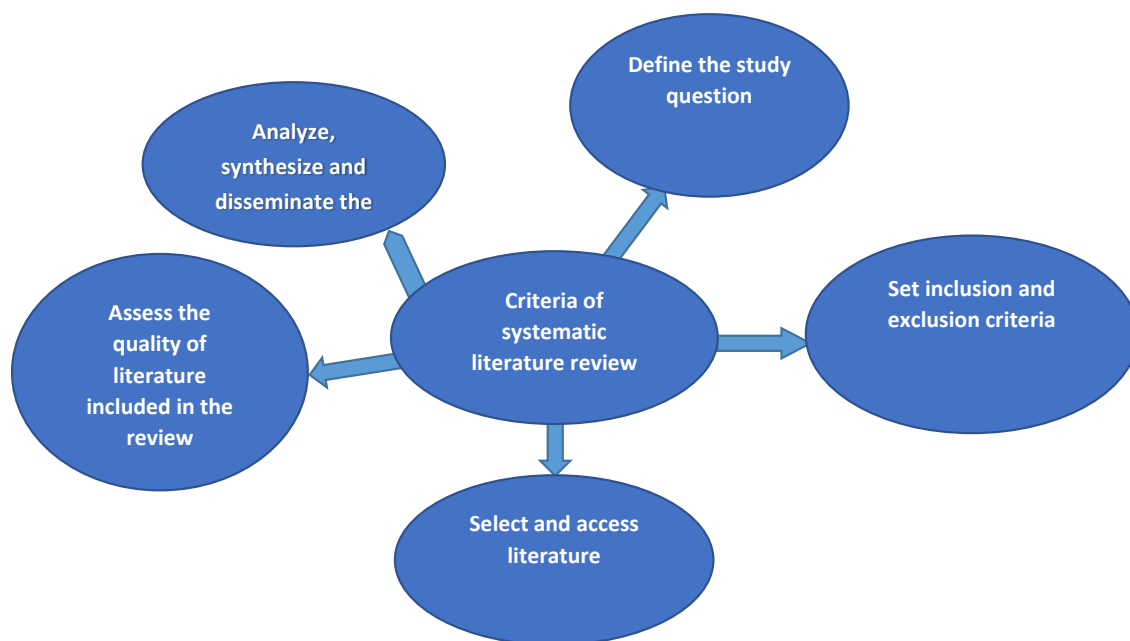 Define the study
question
Analyze,
synthesize and
disseminate the
Criteria of
systematic
literature review
Set inclusion and
exclusion criteria
Assess the
quality of
literature
included in the
review
Select and access
literature